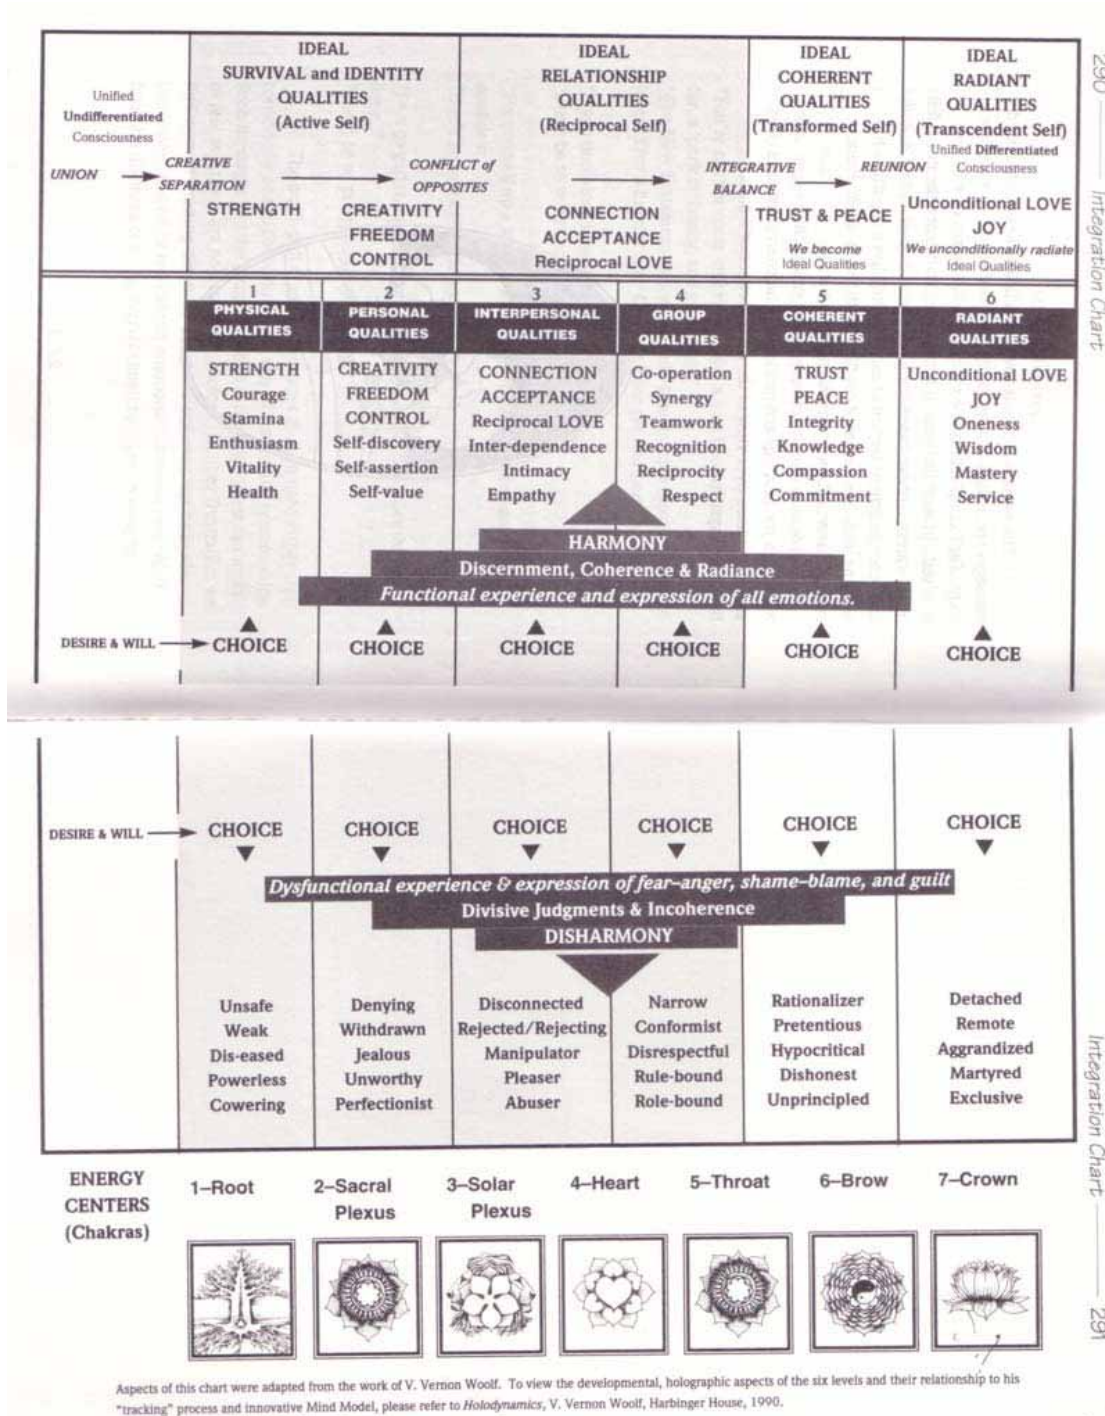 IDEAL
SURVIVAL and IDENTITY
QUALITIES
(Active Self)
IDEAL
RELATIONSHIP
QUALITIES
(Reciprocal Self)
IDEAL
COHERENT
QUALITIES
(Transformed Self)
IDEAL
RADIANT
QUALITIES
(Transcendent Self)
Unified Differentiated
Consciousness
Unified
Undifferentiated
Consciousness
UNION
CREATIVE
SEPARATION
CONFLICT of
OPPOSITES
INTEGRATIVE
BALANCE
REUNION
STRENGTH
CREATIVITY
FREEDOM
CONTROL
CONNECTION
ACCEPTANCE
Reciprocal LOVE
TRUST & PEACE
We become
Ideal Qualities
Unconditional LOVE
JOY
We unconditionally radiate
Ideal Qualities
1
PHYSICAL
QUALITIES
STRENGTH
Courage
Stamina
Enthusiasm
Vitality
Health
2
PERSONAL
QUALITIES
CREATIVITY
FREEDOM
CONTROL
Self-discovery
Self-assertion
Self-value
3
INTERPERSONAL
QUALITIES
CONNECTION
ACCEPTANCE
Reciprocal LOVE
Inter-dependence
Intimacy
Empathy
4
GROUP
QUALITIES
Co-operation
Synergy
Teamwork
Recognition
Reciprocity
Respect
5
COHERENT
QUALITIES
TRUST
PEACE
Integrity
Knowledge
Compassion
Commitment
6
RADIANT
QUALITIES
Unconditional LOVE
JOY
Oneness
Wisdom
Mastery
Service
HARMONY
Discernment, Coherence & Radiance
Functional experience and expression of all emotions.
DESIRE & WILL CHOICE CHOICE CHOICE CHOICE CHOICE CHOICE
290 Integration Chart
DESIRE & WILL CHOICE CHOICE CHOICE CHOICE CHOICE CHOICE
Dysfunctional experience & expression of fear–anger, shame–blame, and guilt
Divisive Judgments & Incoherence
DISHARMONY
Unsafe
Weak
Dis-eased
Powerless
Cowering
Denying
Withdrawn
Jealous
Unworthy
Perfectionist
Disconnected
Rejected/Rejecting
Manipulator
Pleaser
Abuser
Narrow
Conformist
Disrespectful
Rule-bound
Role-bound
Rationalizer
Pretentious
Hypocritical
Dishonest
Unprincipled
Detached
Remote
Aggrandized
Martyred
Exclusive
Integration Chart 291
ENERGY
CENTERS
(Chakras)
1–Root
2–Sacral
Plexus
3–Solar
Plexus
4–Heart
5–Throat
6–Brow
7–Crown
Aspects of this chart were adapted from the work of V. Vernon Woolf. To view the developmental, holographic aspects of the six levels and their relationship to his
"tracking" process and innovative Mind Model, please refer to Holodynamics, V. Vernon Woolf, Harbinger House, 1990.